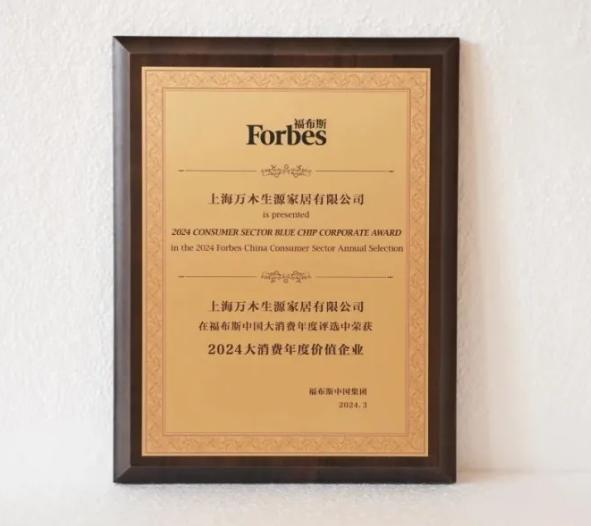 福布斯
Forbes
上海万木生源家居有限公司
is presented
2024 CONSUMER SECTOR BLUE CHIP CORPORATE AWARD
in the 2024 Forbes China Consumer Sector Annual Selection
上海万木生源家居有限公司
在福布斯中国大消费年度评选中荣获
2024大消费年度价值企业
福布斯中国集团
2024.3